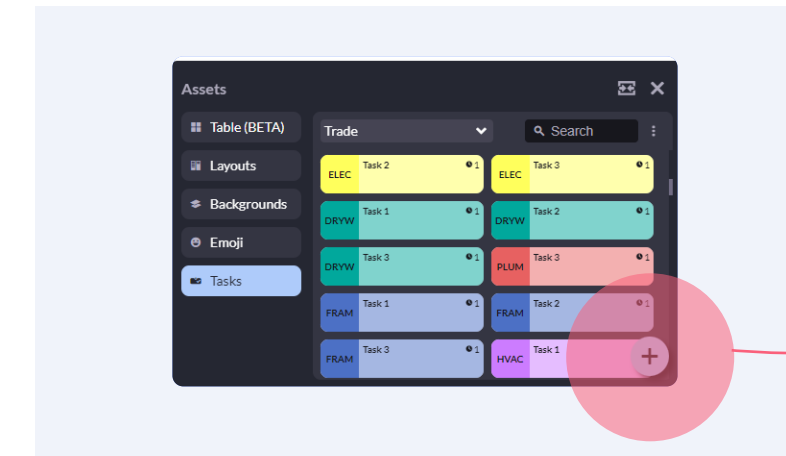 Assets
Table (BETA)
Layouts
Backgrounds
Emoji
Tasks
Trade
Search
ELEC Task 2 1
ELEC Task 3 1
DRYW Task 1 1
DRYW Task 2 1
DRYW Task 3 1
PLUM Task 3 1
FRAM Task 1 1
FRAM Task 2 1
FRAM Task 3 1
HVAC Task 1
+